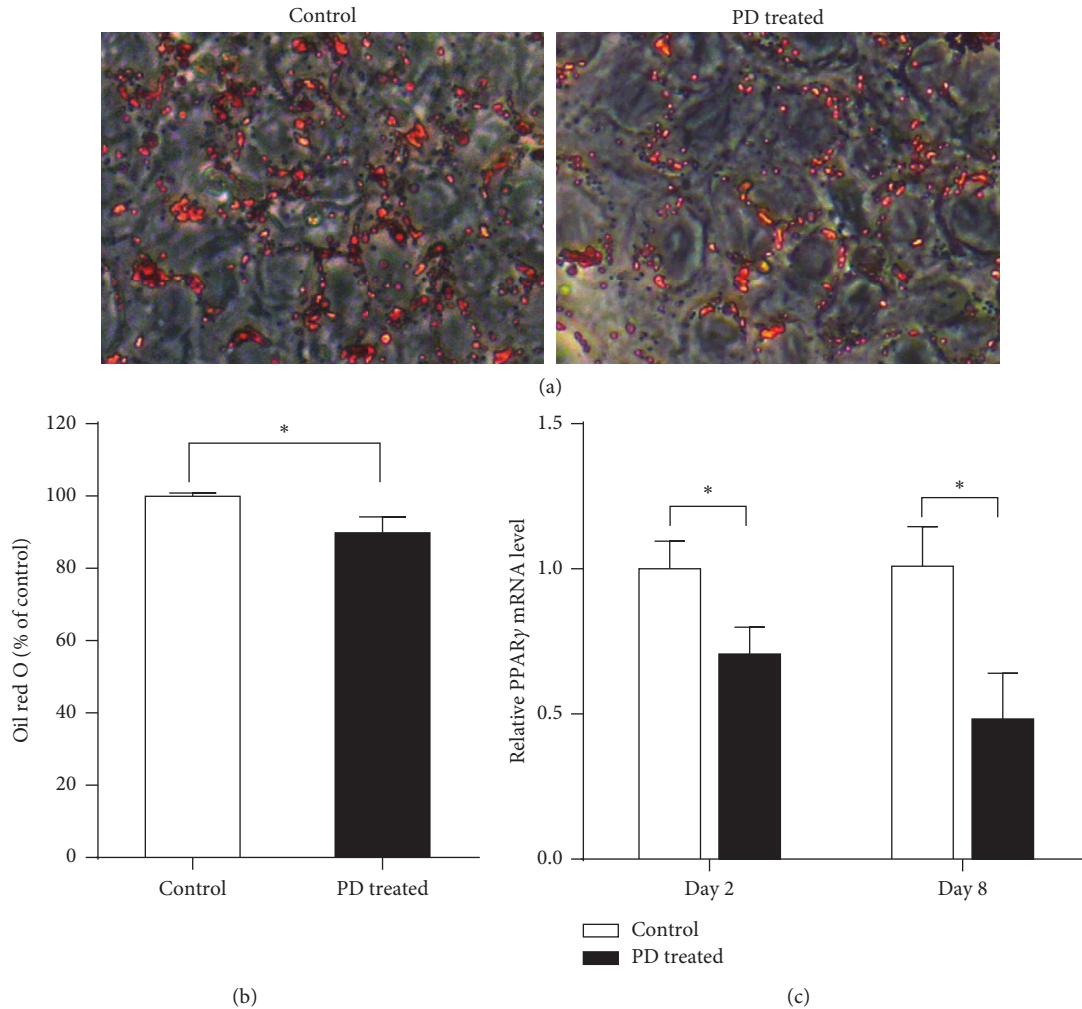 Control
PD treated
(a)
120
100
80
60
40
20
0
Oil red O (% of control)
*
Control
PD treated
(b)
1.5
1.0
0.5
0.0
Relative PPARγ mRNA level
*
*
Day 2
Day 8
Control
PD treated
(c)